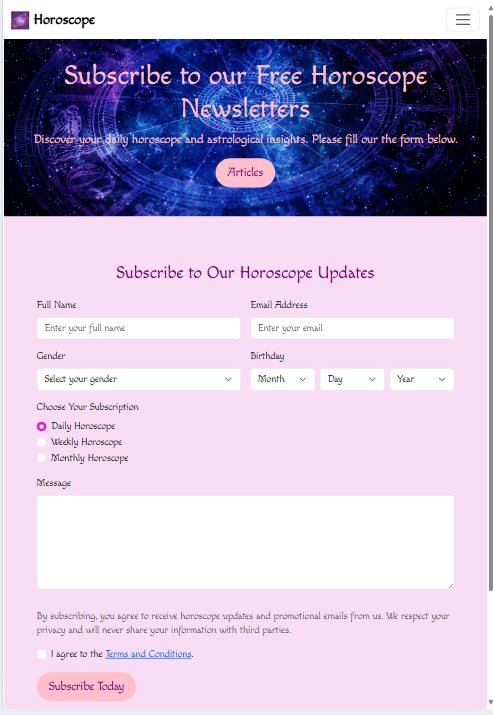 Horoscope
Subscribe to our Free Horoscope
Newsletters
Discover your daily horoscope and astrological insights. Please fill our the form below.
Articles
Subscribe to Our Horoscope Updates
Full Name
Email Address
Enter your full name
Enter your email
Gender
Birthday
Select your gender
Month
Day
Year
Choose Your Subscription
Daily Horoscope
Weekly Horoscope
Monthly Horoscope
Message
By subscribing, you agree to receive horoscope updates and promotional emails from us. We respect your
privacy and will never share your information with third parties.
I agree to the Terms and Conditions.
Subscribe Today